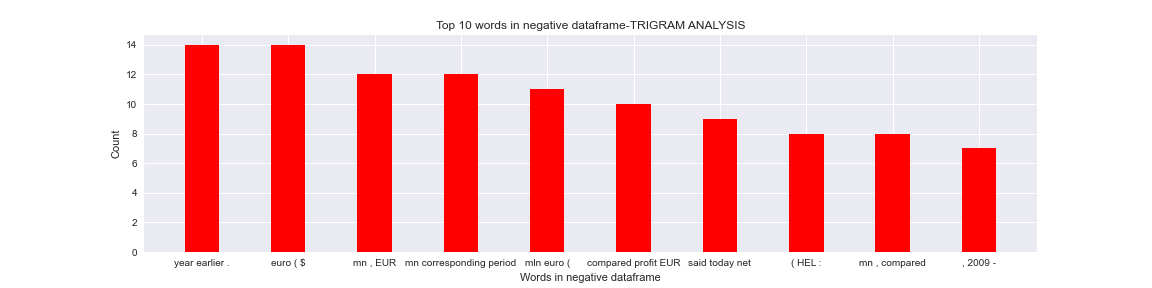 Top 10 words in negative dataframe-TRIGRAM ANALYSIS
14
12
10
8
6
4
2
0
Count
year earlier . euro ( $ mn , EUR mn corresponding period mln euro ( compared profit EUR said today net ( HEL : mn , compared , 2009 -
Words in negative dataframe